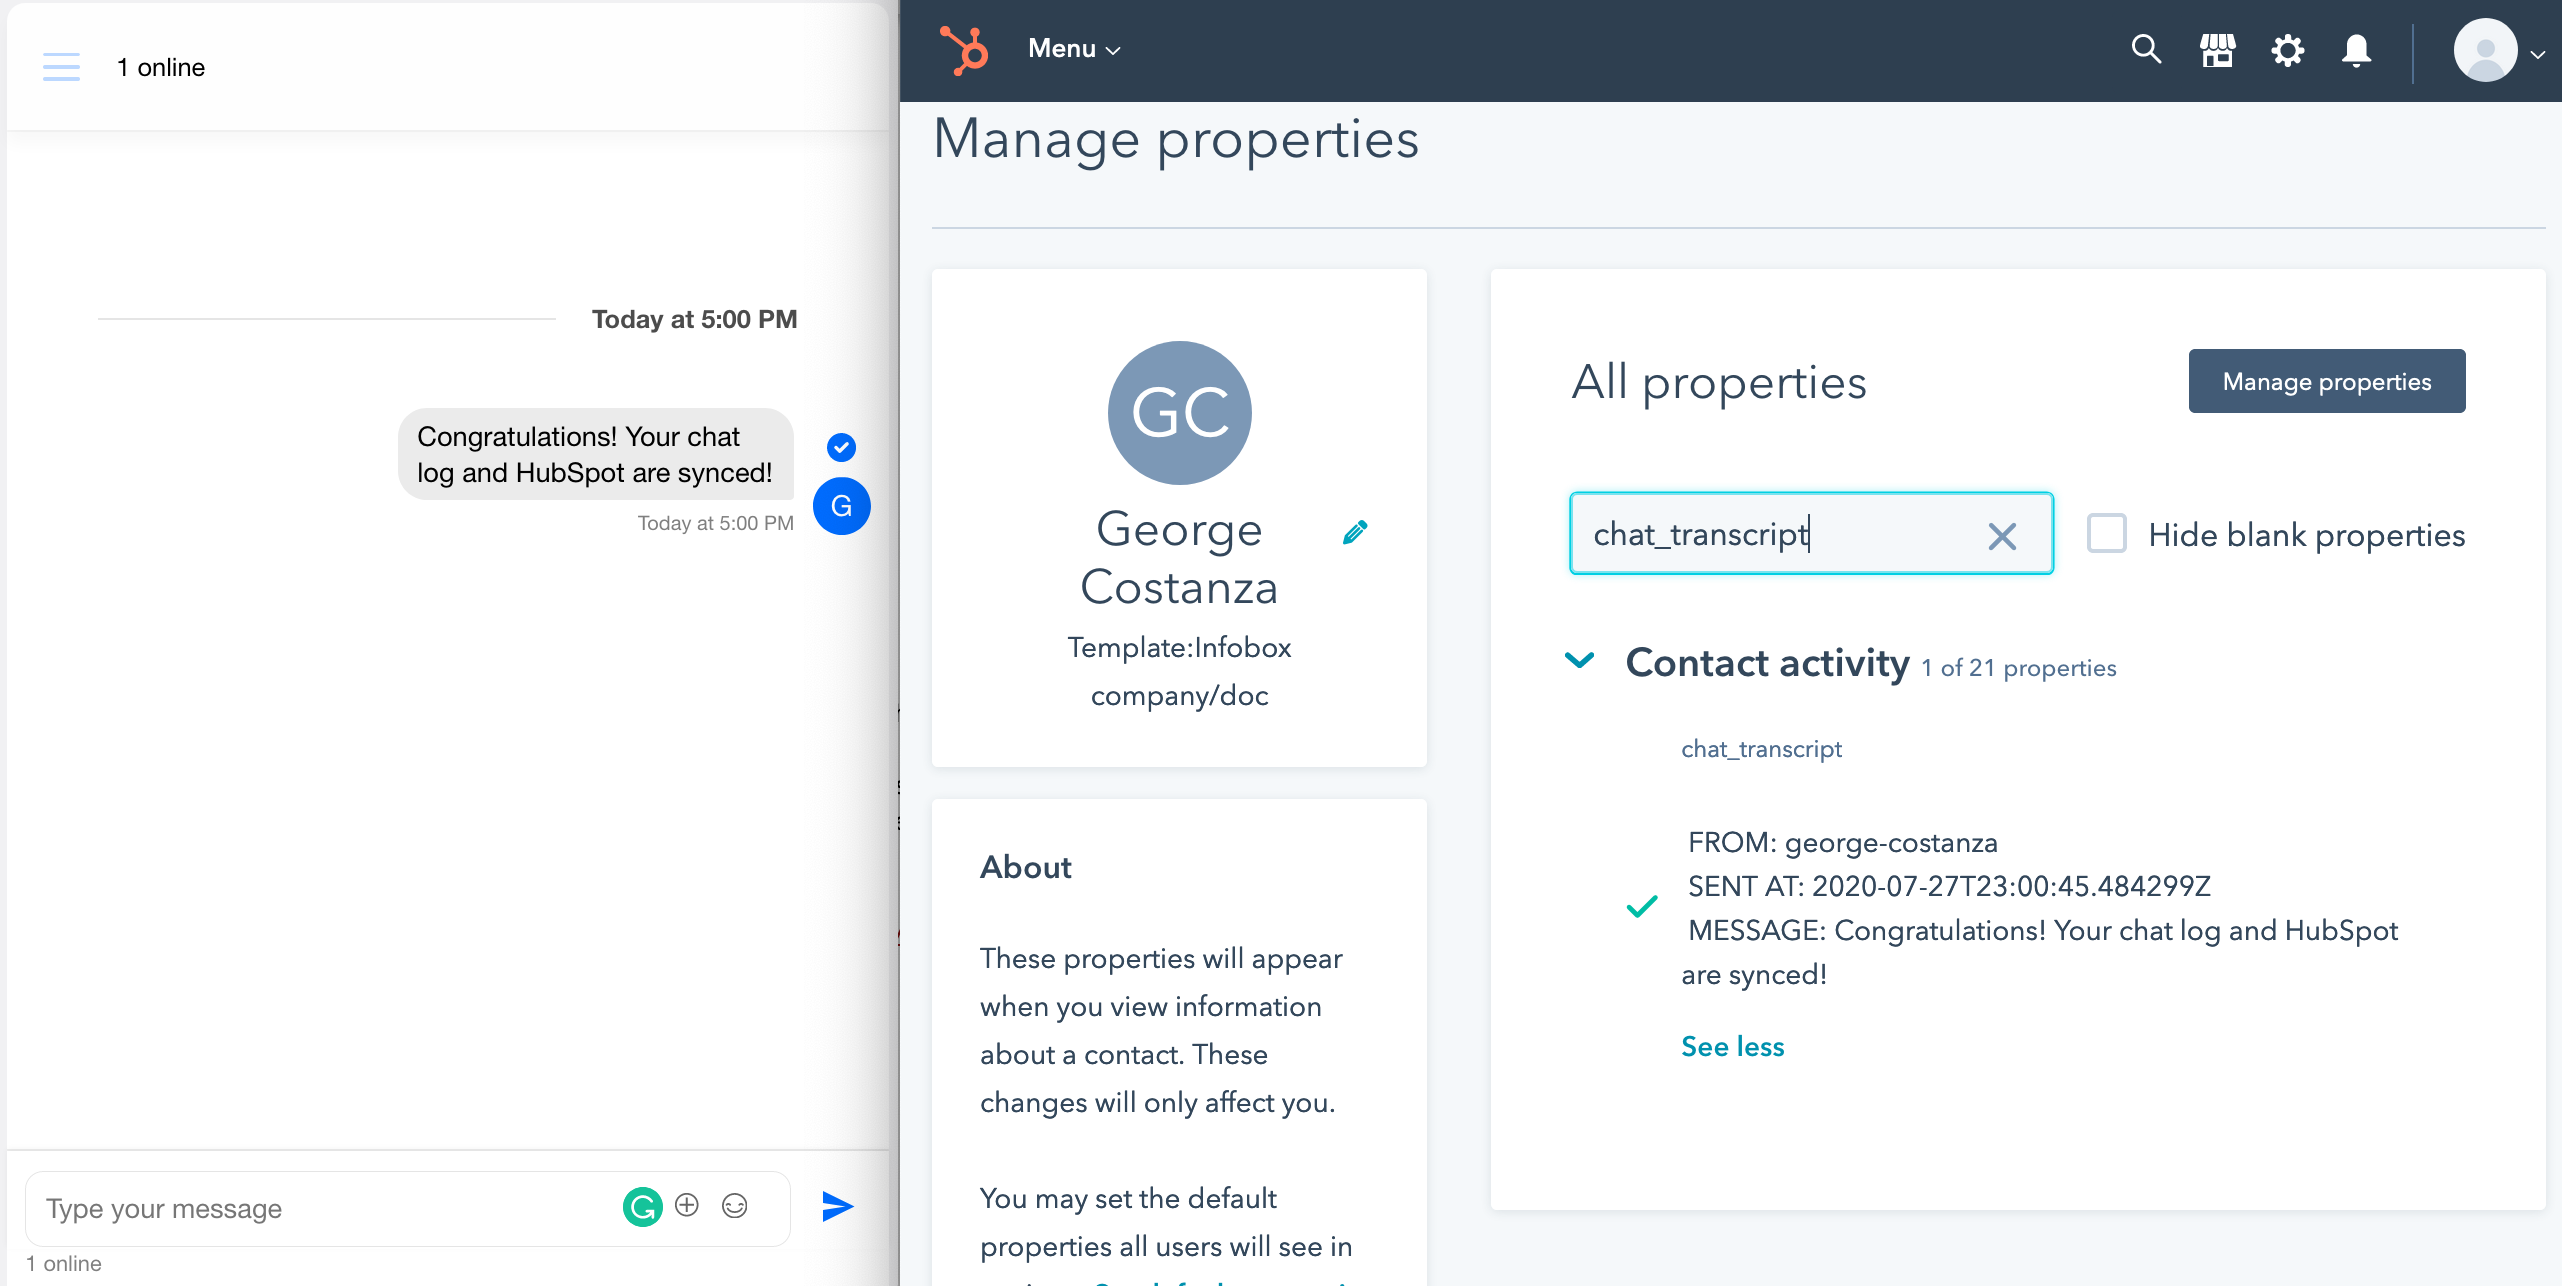 1 online
Today at 5:00 PM
Congratulations! Your chat
log and HubSpot are synced!
Today at 5:00 PM
G
Type your message
1 online
Menu
Manage properties
GC
George
Costanza
Template:Infobox
company/doc
About
These properties will appear
when you view information
about a contact. These
changes will only affect you.
You may set the default
properties all users will see in
All properties
Manage properties
chat_transcript
Hide blank properties
Contact activity 1 of 21 properties
chat_transcript
FROM: george-costanza
SENT AT: 2020-07-27T23:00:45.484299Z
MESSAGE: Congratulations! Your chat log and HubSpot
are synced!
See less